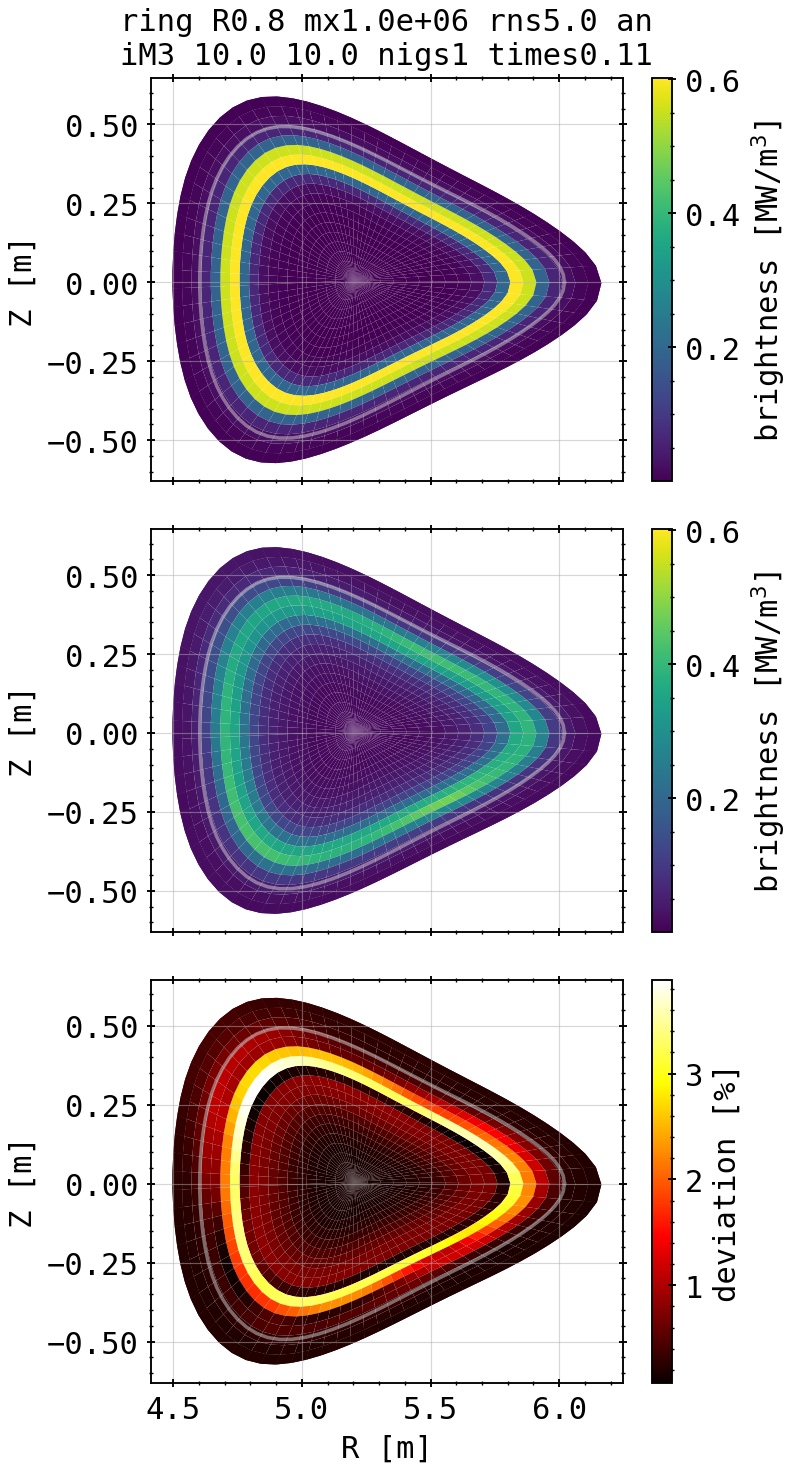 ring R0.8 mx1.0e+06 rns5.0 an
iM3 10.0 10.0 nigs1 times0.11
0.50
0.25
0.00
−0.25
−0.50
Z [m]
0.6
0.4
0.2
brightness [MW/m³]
0.50
0.25
0.00
−0.25
−0.50
Z [m]
0.6
0.4
0.2
brightness [MW/m³]
0.50
0.25
0.00
−0.25
−0.50
Z [m]
3
2
1
deviation [%]
4.5 5.0 5.5 6.0
R [m]